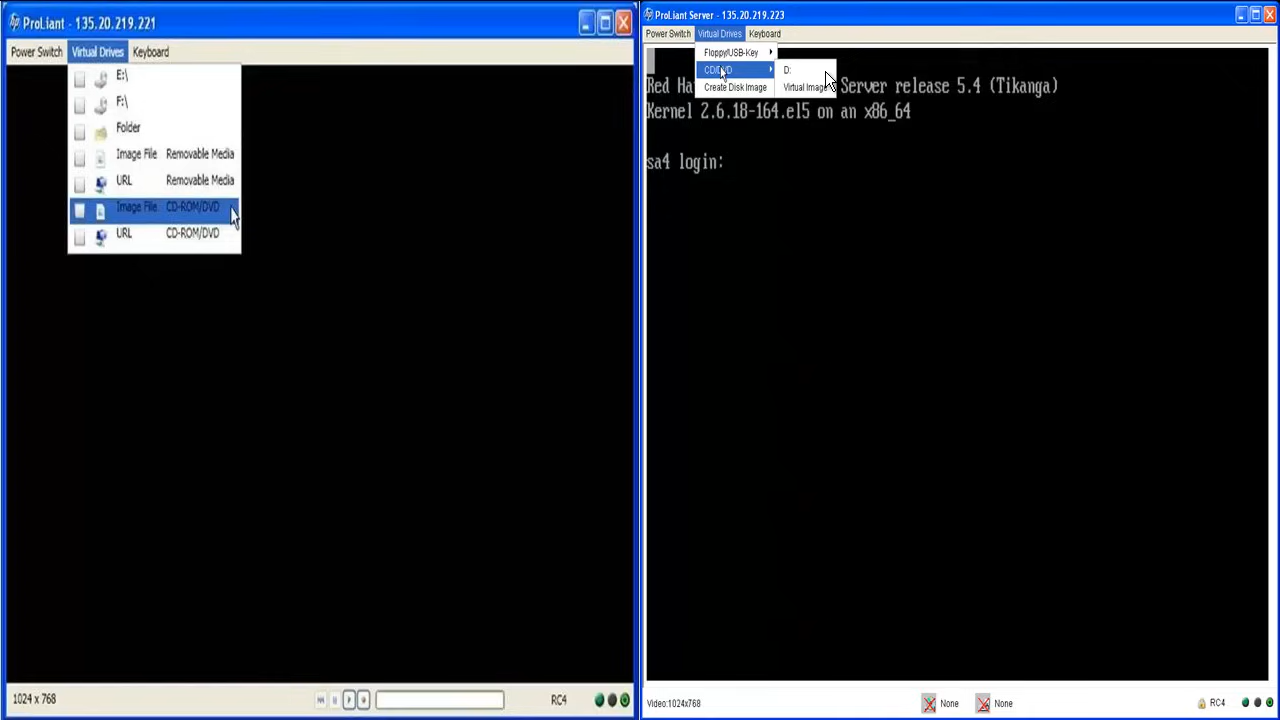 ProLiant - 135.20.219.221
Power Switch Virtual Drives Keyboard
E:\
F:\
Folder
Image File Removable Media
URL Removable Media
Image File CD-ROM/DVD
URL CD-ROM/DVD
1024 x 768
RC4
ProLiant Server - 135.20.219.223
Power Switch Virtual Drives Keyboard
Floppy/USB-Key
CD/DVD D:
Create Disk Image Virtual Image
Red Server release 5.4 (Tikanga)
Kernel 2.6.18-164.el5 on an x86_64
sa4 login:
Video:1024x768 None None RC4